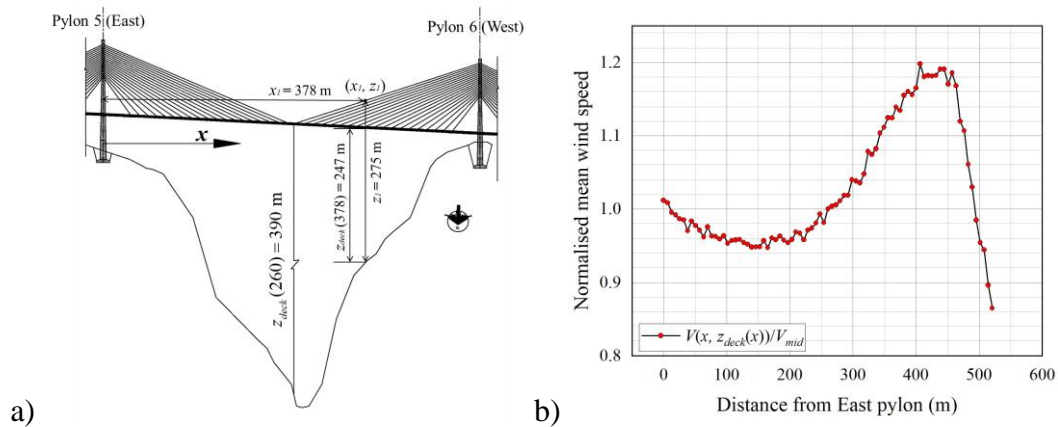 a)
Pylon 5 (East)
Pylon 6 (West)
x₁ = 378 m
(x₁, z₁)
x
z_deck(260) = 390 m
z_deck(378) = 247 m
z₁ = 275 m
b)
Normalised mean wind speed
1.2
1.1
1.0
0.9
0.8
V(x, z_deck(x))/V_mid
0
100
200
300
400
500
600
Distance from East pylon (m)